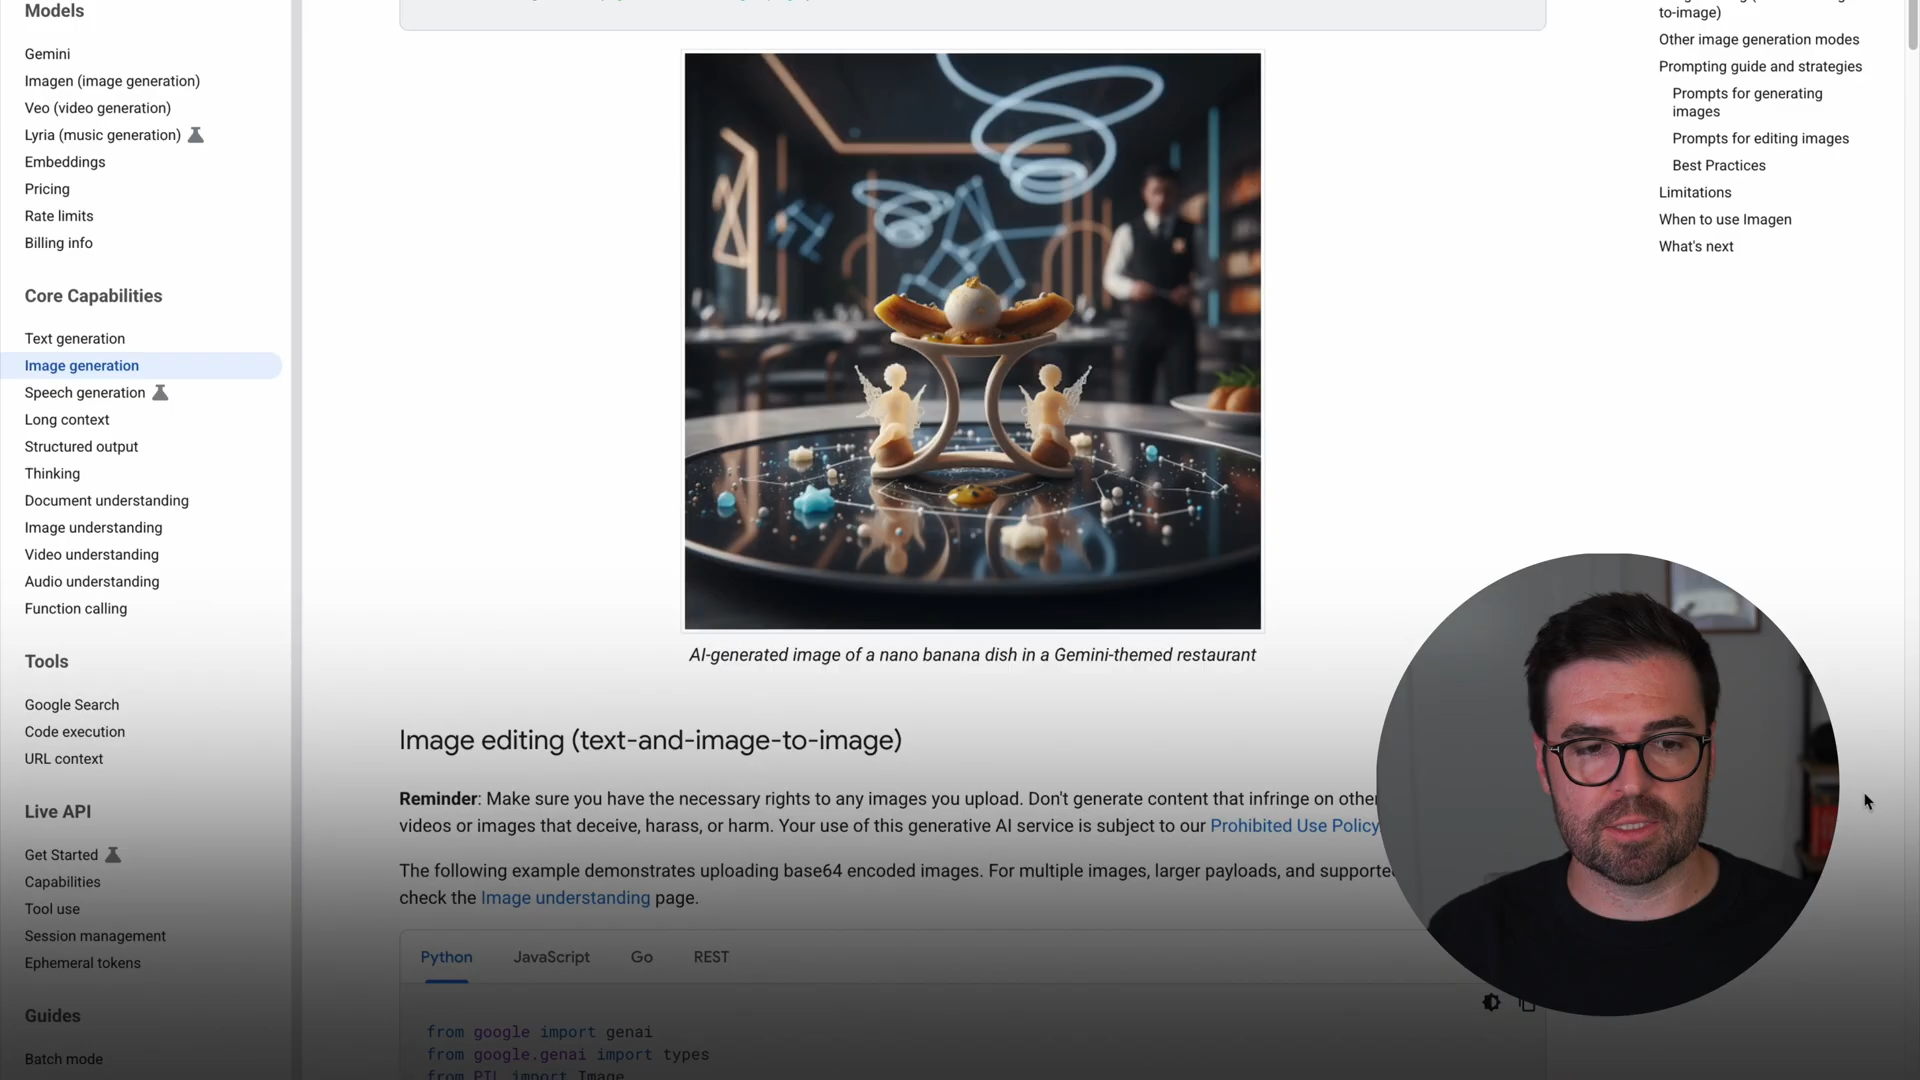 Models
Gemini
Imagen (image generation)
Veo (video generation)
Lyria (music generation)
Embeddings
Pricing
Rate limits
Billing info
Core Capabilities
Text generation
Image generation
Speech generation
Long context
Structured output
Thinking
Document understanding
Image understanding
Video understanding
Audio understanding
Function calling
Tools
Google Search
Code execution
URL context
Live API
Get Started
Capabilities
Tool use
Session management
Ephemeral tokens
Guides
Batch mode
AI-generated image of a nano banana dish in a Gemini-themed restaurant
Image editing (text-and-image-to-image)
Reminder: Make sure you have the necessary rights to any images you upload. Don't generate content that infringe on other
videos or images that deceive, harass, or harm. Your use of this generative AI service is subject to our Prohibited Use Policy.
The following example demonstrates uploading base64 encoded images. For multiple images, larger payloads, and supported
check the Image understanding page.
Python JavaScript Go REST
from google import genai
from google.genai import types
from PIL import Image
to-image)
Other image generation modes
Prompting guide and strategies
Prompts for generating
images
Prompts for editing images
Best Practices
Limitations
When to use Imagen
What's next